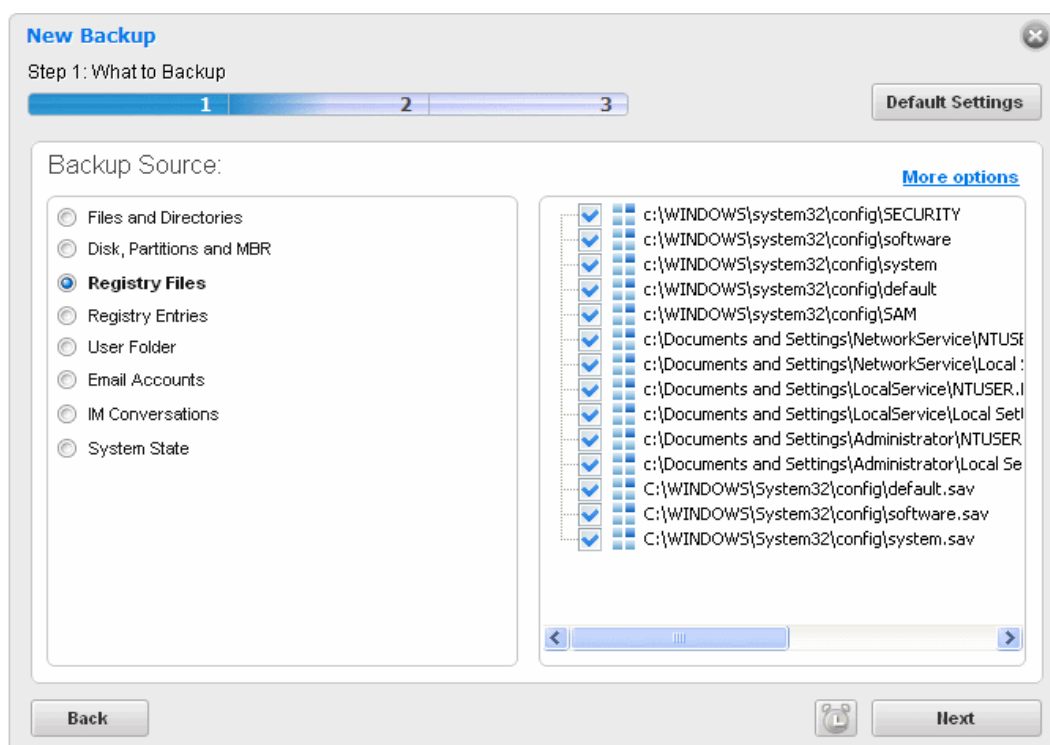 New Backup
Step 1: What to Backup
1 2 3
Default Settings
Backup Source:
More options
Files and Directories
Disk, Partitions and MBR
Registry Files
Registry Entries
User Folder
Email Accounts
IM Conversations
System State
c:\WINDOWS\system32\config\SECURITY
c:\WINDOWS\system32\config\software
c:\WINDOWS\system32\config\system
c:\WINDOWS\system32\config\default
c:\WINDOWS\system32\config\SAM
c:\Documents and Settings\NetworkService\NTUSE
c:\Documents and Settings\NetworkService\Local
c:\Documents and Settings\LocalService\NTUSER.
c:\Documents and Settings\LocalService\Local Set
c:\Documents and Settings\Administrator\NTUSER
c:\Documents and Settings\Administrator\Local Se
C:\WINDOWS\System32\config\default.sav
C:\WINDOWS\System32\config\software.sav
C:\WINDOWS\System32\config\system.sav
Back
Next